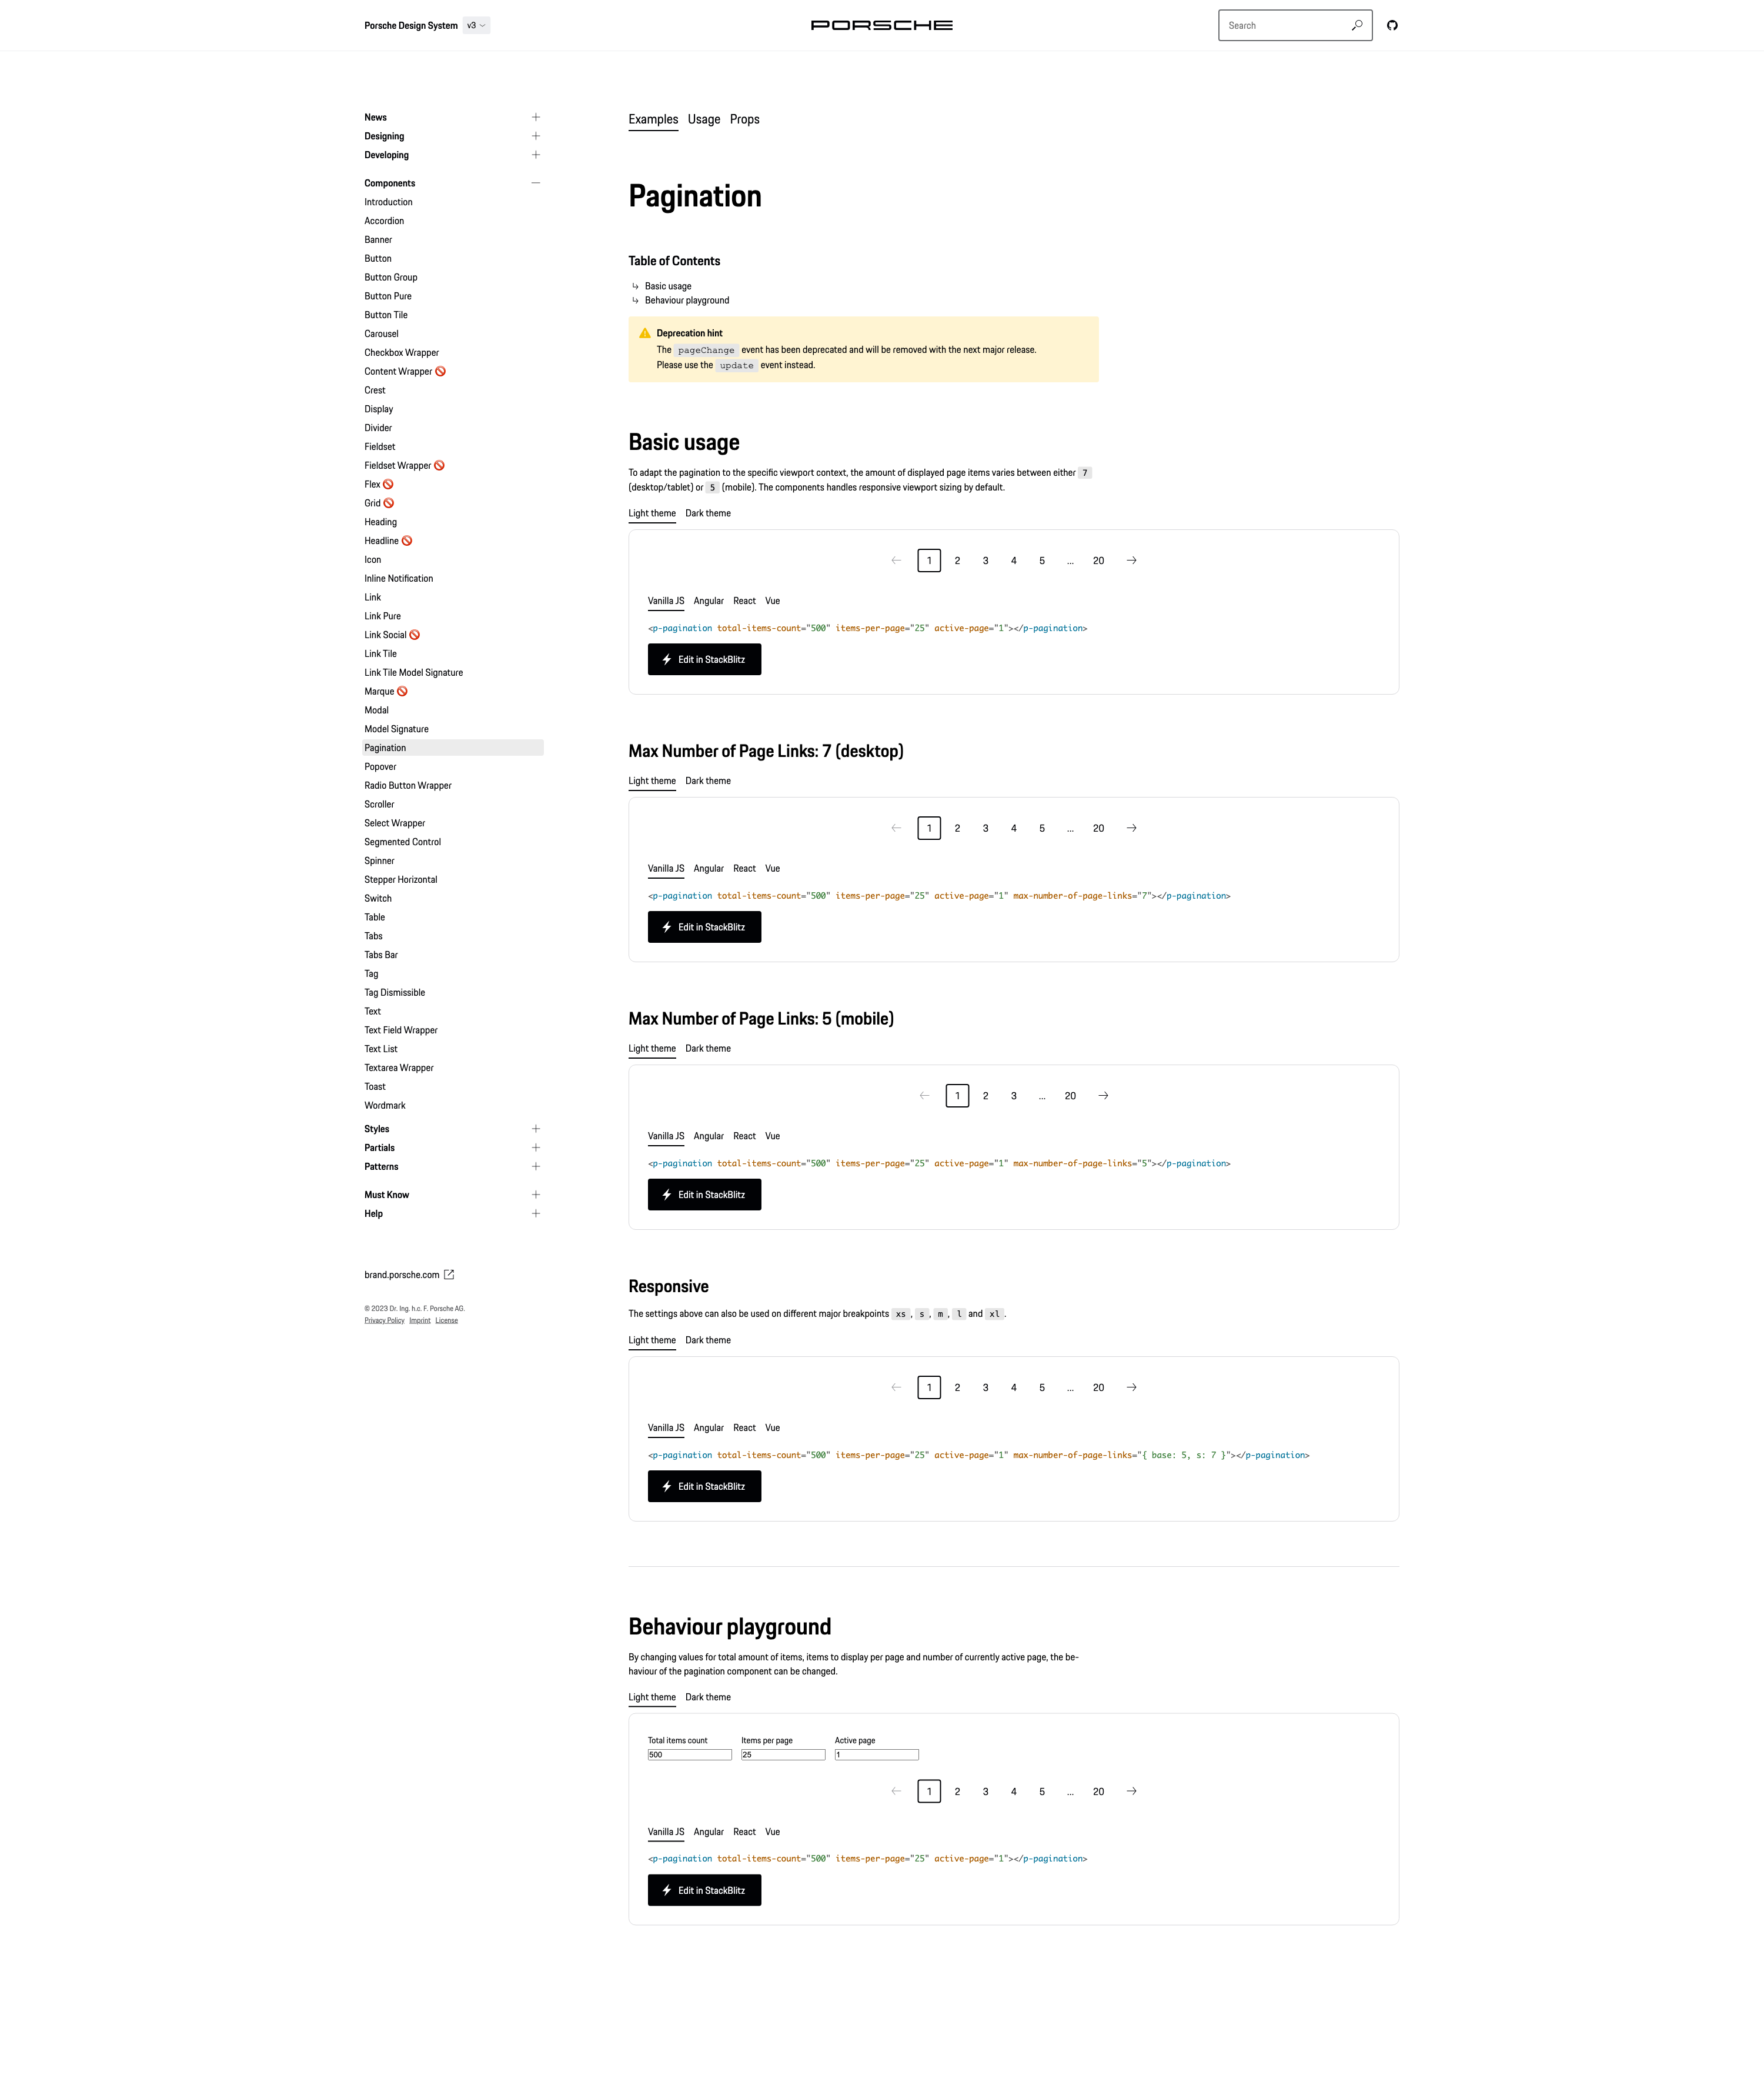 Porsche Design System v3
PORSCHE
Search
News
Designing
Developing
Components
Introduction
Accordion
Banner
Button
Button Group
Button Pure
Button Tile
Carousel
Checkbox Wrapper
Content Wrapper 🚫
Crest
Display
Divider
Fieldset
Fieldset Wrapper 🚫
Flex 🚫
Grid 🚫
Heading
Headline 🚫
Icon
Inline Notification
Link
Link Pure
Link Social 🚫
Link Tile
Link Tile Model Signature
Marque 🚫
Modal
Model Signature
Pagination
Popover
Radio Button Wrapper
Scroller
Select Wrapper
Segmented Control
Spinner
Stepper Horizontal
Switch
Table
Tabs
Tabs Bar
Tag
Tag Dismissible
Text
Text Field Wrapper
Text List
Textarea Wrapper
Toast
Wordmark
Styles
Partials
Patterns
Must Know
Help
brand.porsche.com
© 2023 Dr. Ing. h.c. F. Porsche AG.
Privacy Policy Imprint License
Examples Usage Props
Pagination
Table of Contents
↳ Basic usage
↳ Behaviour playground
Deprecation hint
The pageChange event has been deprecated and will be removed with the next major release.
Please use the update event instead.
Basic usage
To adapt the pagination to the specific viewport context, the amount of displayed page items varies between either 7
(desktop/tablet) or 5 (mobile). The components handles responsive viewport sizing by default.
Light theme Dark theme
← 1 2 3 4 5 ... 20 →
Vanilla JS Angular React Vue
<p-pagination total-items-count="500" items-per-page="25" active-page="1"></p-pagination>
Edit in StackBlitz
Max Number of Page Links: 7 (desktop)
Light theme Dark theme
← 1 2 3 4 5 ... 20 →
Vanilla JS Angular React Vue
<p-pagination total-items-count="500" items-per-page="25" active-page="1" max-number-of-page-links="7"></p-pagination>
Edit in StackBlitz
Max Number of Page Links: 5 (mobile)
Light theme Dark theme
← 1 2 3 ... 20 →
Vanilla JS Angular React Vue
<p-pagination total-items-count="500" items-per-page="25" active-page="1" max-number-of-page-links="5"></p-pagination>
Edit in StackBlitz
Responsive
The settings above can also be used on different major breakpoints xs, s, m, l and xl.
Light theme Dark theme
← 1 2 3 4 5 ... 20 →
Vanilla JS Angular React Vue
<p-pagination total-items-count="500" items-per-page="25" active-page="1" max-number-of-page-links="{ base: 5, s: 7 }"></p-pagination>
Edit in StackBlitz
Behaviour playground
By changing values for total amount of items, items to display per page and number of currently active page, the be-
haviour of the pagination component can be changed.
Light theme Dark theme
Total items count Items per page Active page
500 25 1
← 1 2 3 4 5 ... 20 →
Vanilla JS Angular React Vue
<p-pagination total-items-count="500" items-per-page="25" active-page="1"></p-pagination>
Edit in StackBlitz